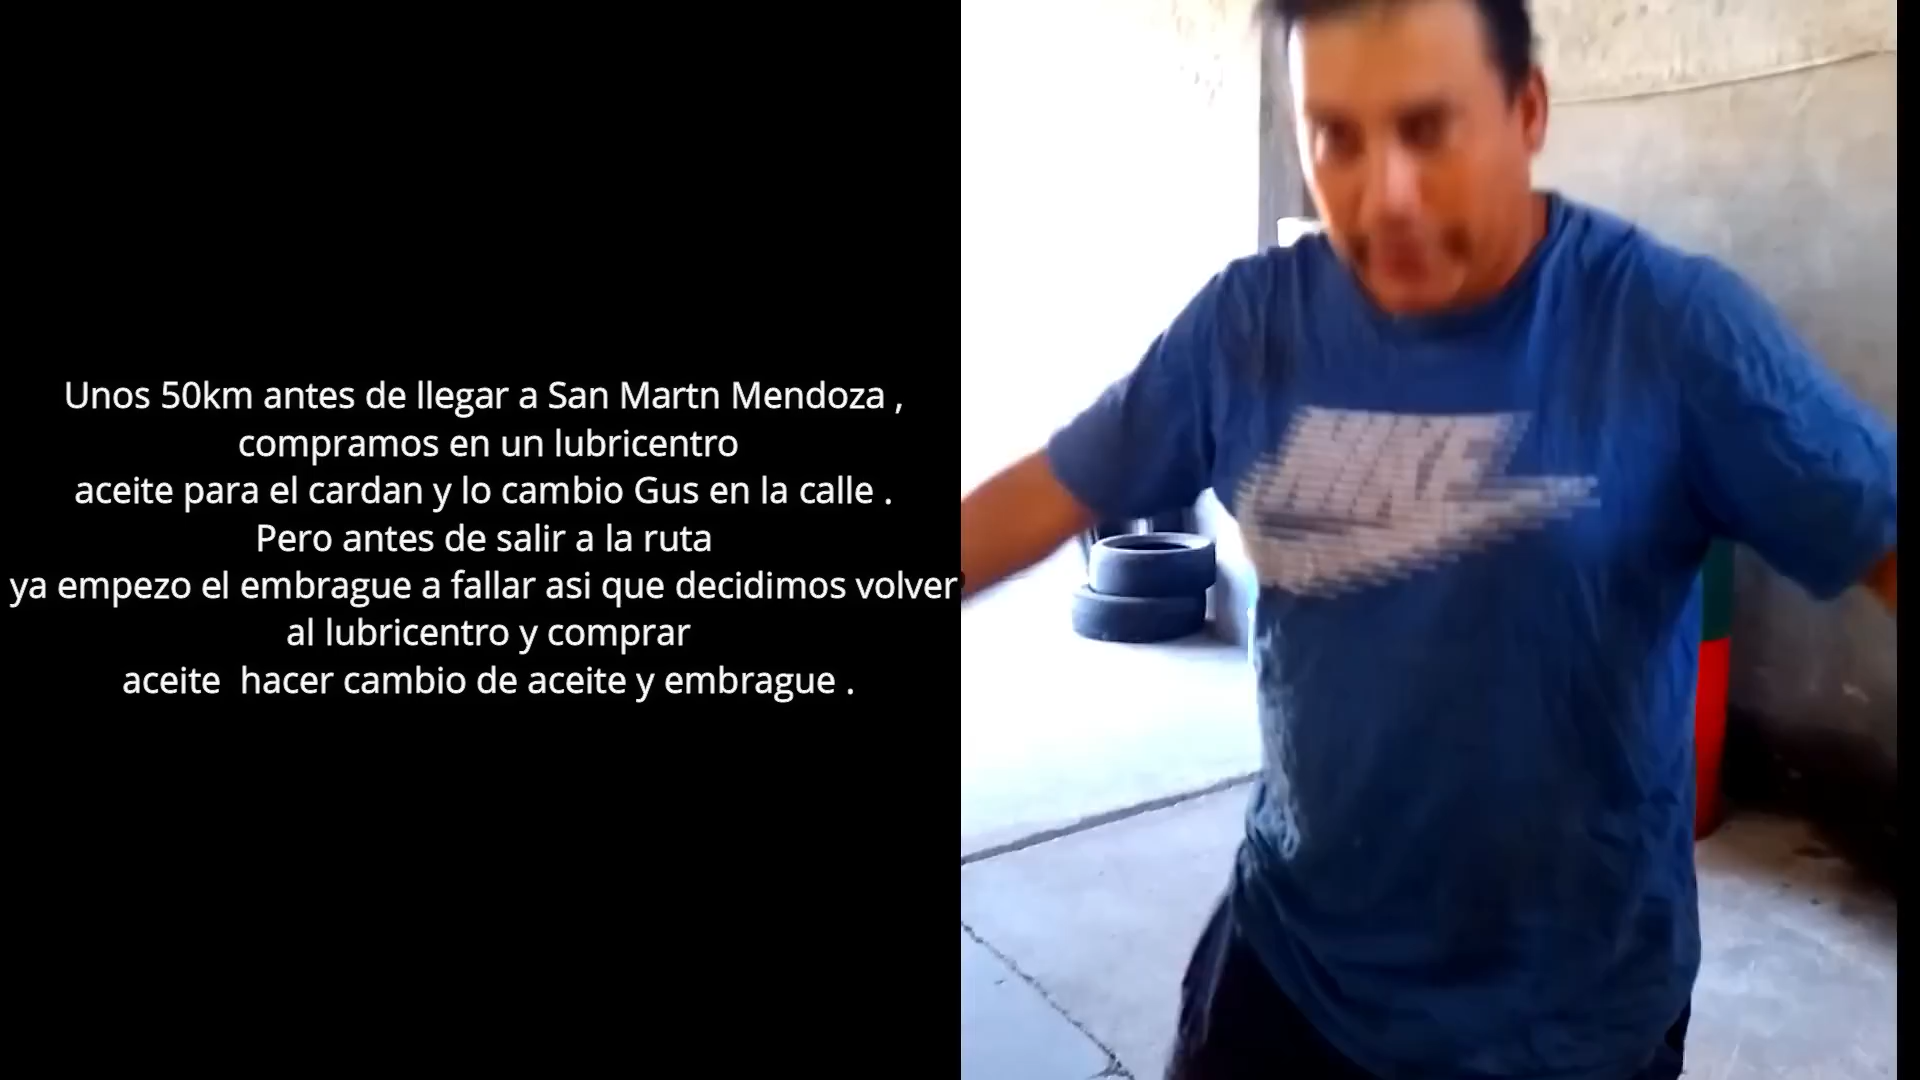 Unos 50km antes de llegar a San Martn Mendoza ,
compramos en un lubricentro
aceite para el cardan y lo cambio Gus en la calle .
Pero antes de salir a la ruta
ya empezo el embrague a fallar asi que decidimos volver
al lubricentro y comprar
aceite  hacer cambio de aceite y embrague .
NIKE